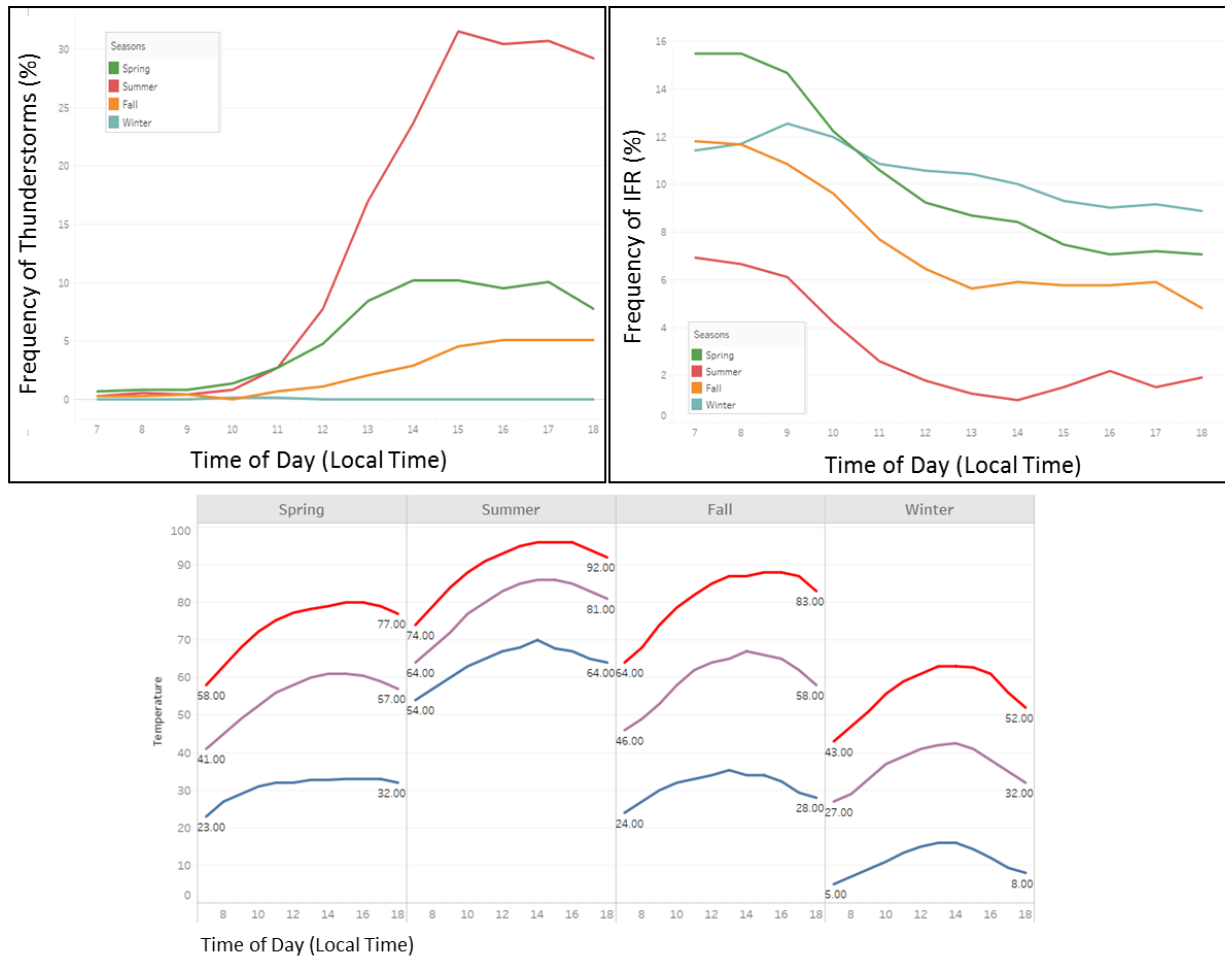 Frequency of Thunderstorms (%)
30
25
20
15
10
5
0
Seasons
Spring
Summer
Fall
Winter
7 8 9 10 11 12 13 14 15 16 17 18
Time of Day (Local Time)
Frequency of IFR (%)
16
14
12
10
8
6
4
2
0
Seasons
Spring
Summer
Fall
Winter
7 8 9 10 11 12 13 14 15 16 17 18
Time of Day (Local Time)
Spring Summer Fall Winter
Temperature
100
90
80
70
60
50
40
30
20
10
0
58.00 77.00
41.00 57.00
23.00 32.00
74.00 92.00
64.00 81.00
54.00 64.00
64.00 83.00
46.00 58.00
24.00 28.00
43.00 52.00
27.00 32.00
5.00 8.00
8 10 12 14 16 18 8 10 12 14 16 18 8 10 12 14 16 18 8 10 12 14 16 18
Time of Day (Local Time)